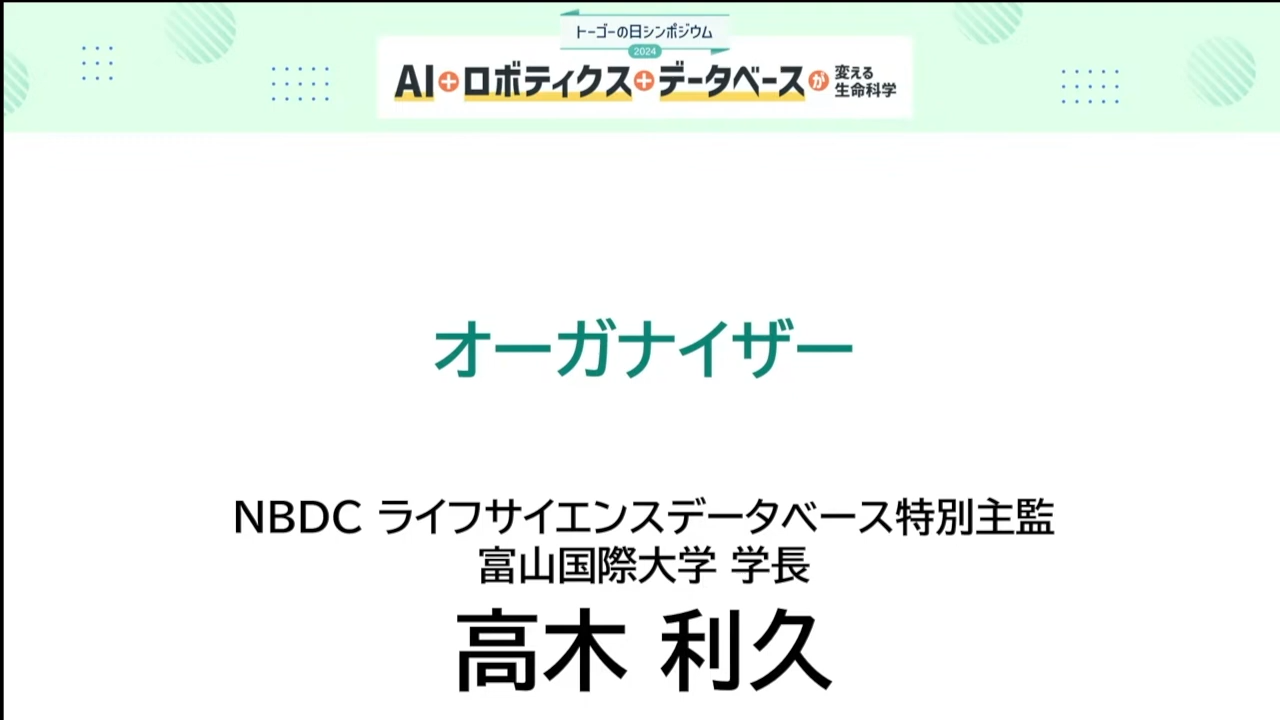 トーゴーの日シンポジウム
2024
AI+ロボティクス+データベースが変える
生命科学
オーガナイザー
NBDC ライフサイエンスデータベース特別主監
富山国際大学 学長
高木 利久